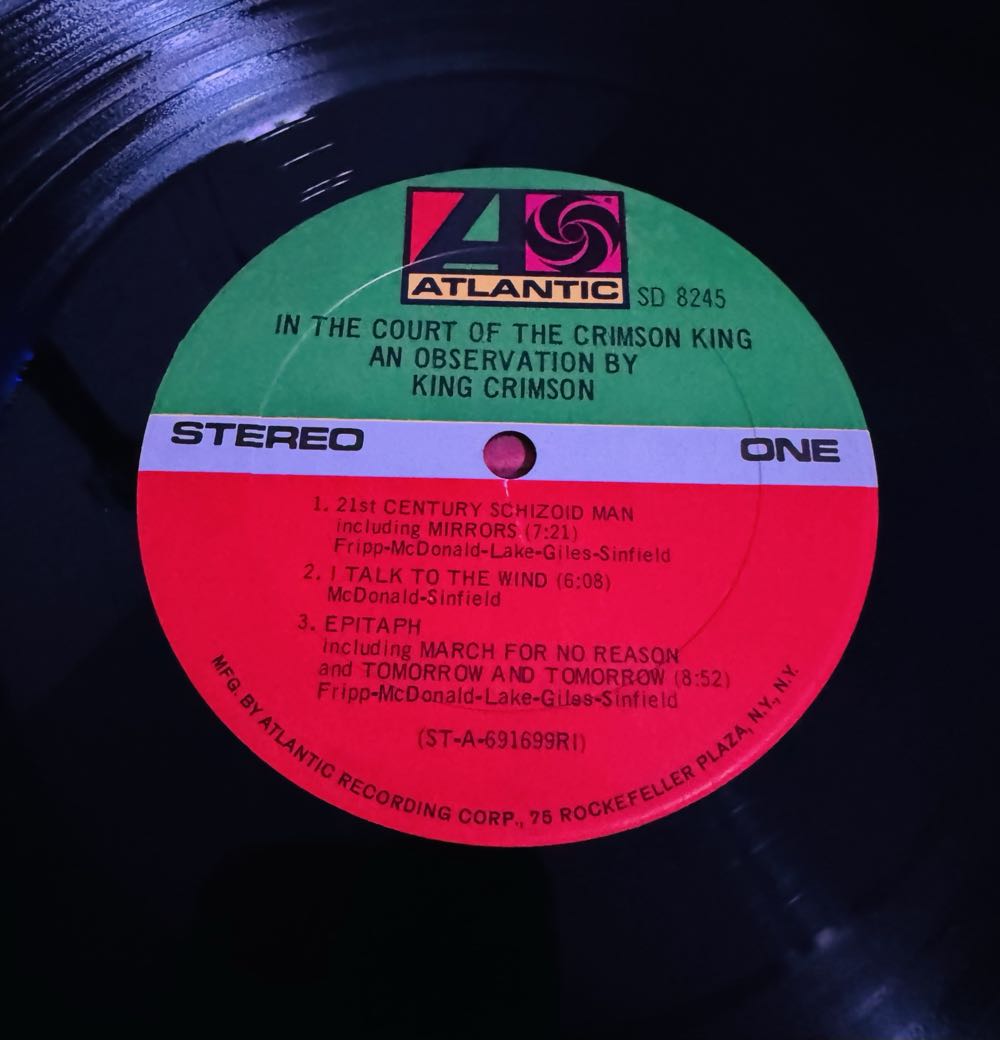 ATLANTIC
SD 8245
IN THE COURT OF THE CRIMSON KING
AN OBSERVATION BY
KING CRIMSON
STEREO
ONE
1. 21st CENTURY SCHIZOID MAN
including MIRRORS (7:21)
Fripp-McDonald-Lake-Giles-Sinfield
2. I TALK TO THE WIND (6:08)
McDonald-Sinfield
3. EPITAPH
including MARCH FOR NO REASON
and TOMORROW AND TOMORROW (8:52)
Fripp-McDonald-Lake-Giles-Sinfield
(ST-A-691699RI)
MFG. BY ATLANTIC RECORDING CORP., 75 ROCKEFELLER PLAZA, N.Y., N.Y.